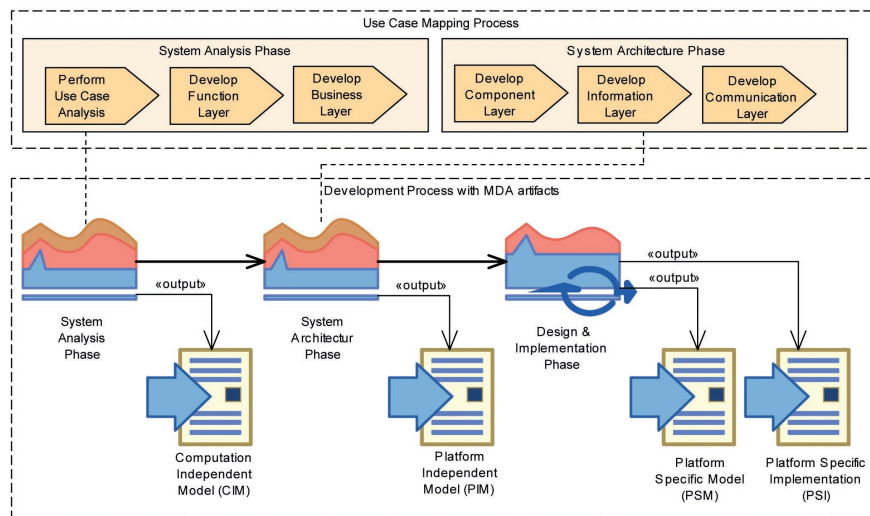 Use Case Mapping Process
System Analysis Phase
Perform
Use Case
Analysis
Develop
Function
Layer
Develop
Business
Layer
System Architecture Phase
Develop
Component
Layer
Develop
Information
Layer
Develop
Communication
Layer
Development Process with MDA artifacts
«output»
«output»
«output»
«output»
System
Analysis
Phase
System
Architectur
Phase
Design &
Implementation
Phase
Computation
Independent
Model (CIM)
Platform
Independent
Model (PIM)
Platform
Specific Model
(PSM)
Platform Specific
Implementation
(PSI)